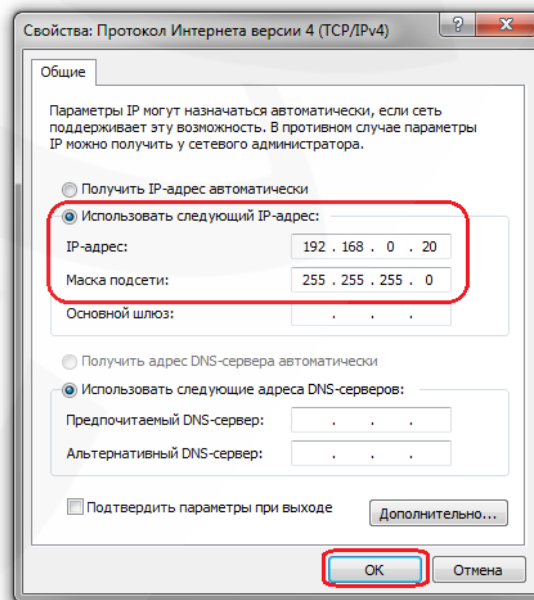 Свойства: Протокол Интернета версии 4 (TCP/IPv4)
Общие
Параметры IP могут назначаться автоматически, если сеть
поддерживает эту возможность. В противном случае параметры
IP можно получить у сетевого администратора.
Получить IP-адрес автоматически
Использовать следующий IP-адрес:
IP-адрес: 192 . 168 . 0 . 20
Маска подсети: 255 . 255 . 255 . 0
Основной шлюз: . . .
Получить адрес DNS-сервера автоматически
Использовать следующие адреса DNS-серверов:
Предпочитаемый DNS-сервер: . . .
Альтернативный DNS-сервер: . . .
Подтвердить параметры при выходе
Дополнительно...
ОК Отмена